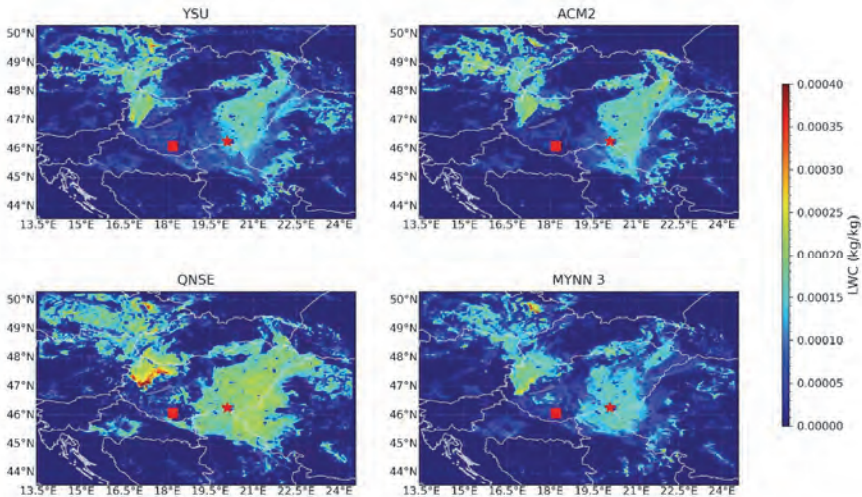 YSU
ACM2
50°N
49°N
48°N
47°N
46°N
45°N
44°N
13.5°E 15°E 16.5°E 18°E 19.5°E 21°E 22.5°E 24°E
50°N
49°N
48°N
47°N
46°N
45°N
44°N
13.5°E 15°E 16.5°E 18°E 19.5°E 21°E 22.5°E 24°E
QNSE
MYNN 3
50°N
49°N
48°N
47°N
46°N
45°N
44°N
13.5°E 15°E 16.5°E 18°E 19.5°E 21°E 22.5°E 24°E
50°N
49°N
48°N
47°N
46°N
45°N
44°N
13.5°E 15°E 16.5°E 18°E 19.5°E 21°E 22.5°E 24°E
0.00040
0.00035
0.00030
0.00025
0.00020
0.00015
0.00010
0.00005
0.00000
LWC (kg/kg)